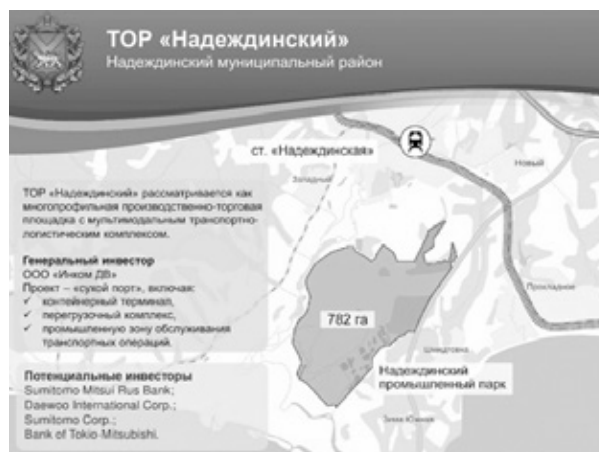 ТОР «Надеждинский»
Надеждинский муниципальный район
ст. «Надеждинская»
Новый
Западный
ТОР «Надеждинский» рассматривается как
многопрофильная производственно-торговая
площадка с мультимодальным транспортно-
логистическим комплексом.
Генеральный инвестор
ООО «Инком ДВ»
Проект – «сухой порт», включая:
✓ контейнерный терминал,
✓ перегрузочный комплекс,
✓ промышленную зону обслуживания
транспортных операций.
Прохладное
782 га
Шмидтовка
Надеждинский
промышленный парк
Потенциальные инвесторы
Sumitomo Mitsui Rus Bank;
Daewoo International Corp.;
Sumitomo Corp.;
Bank of Tokio-Mitsubishi.
Зима Южная